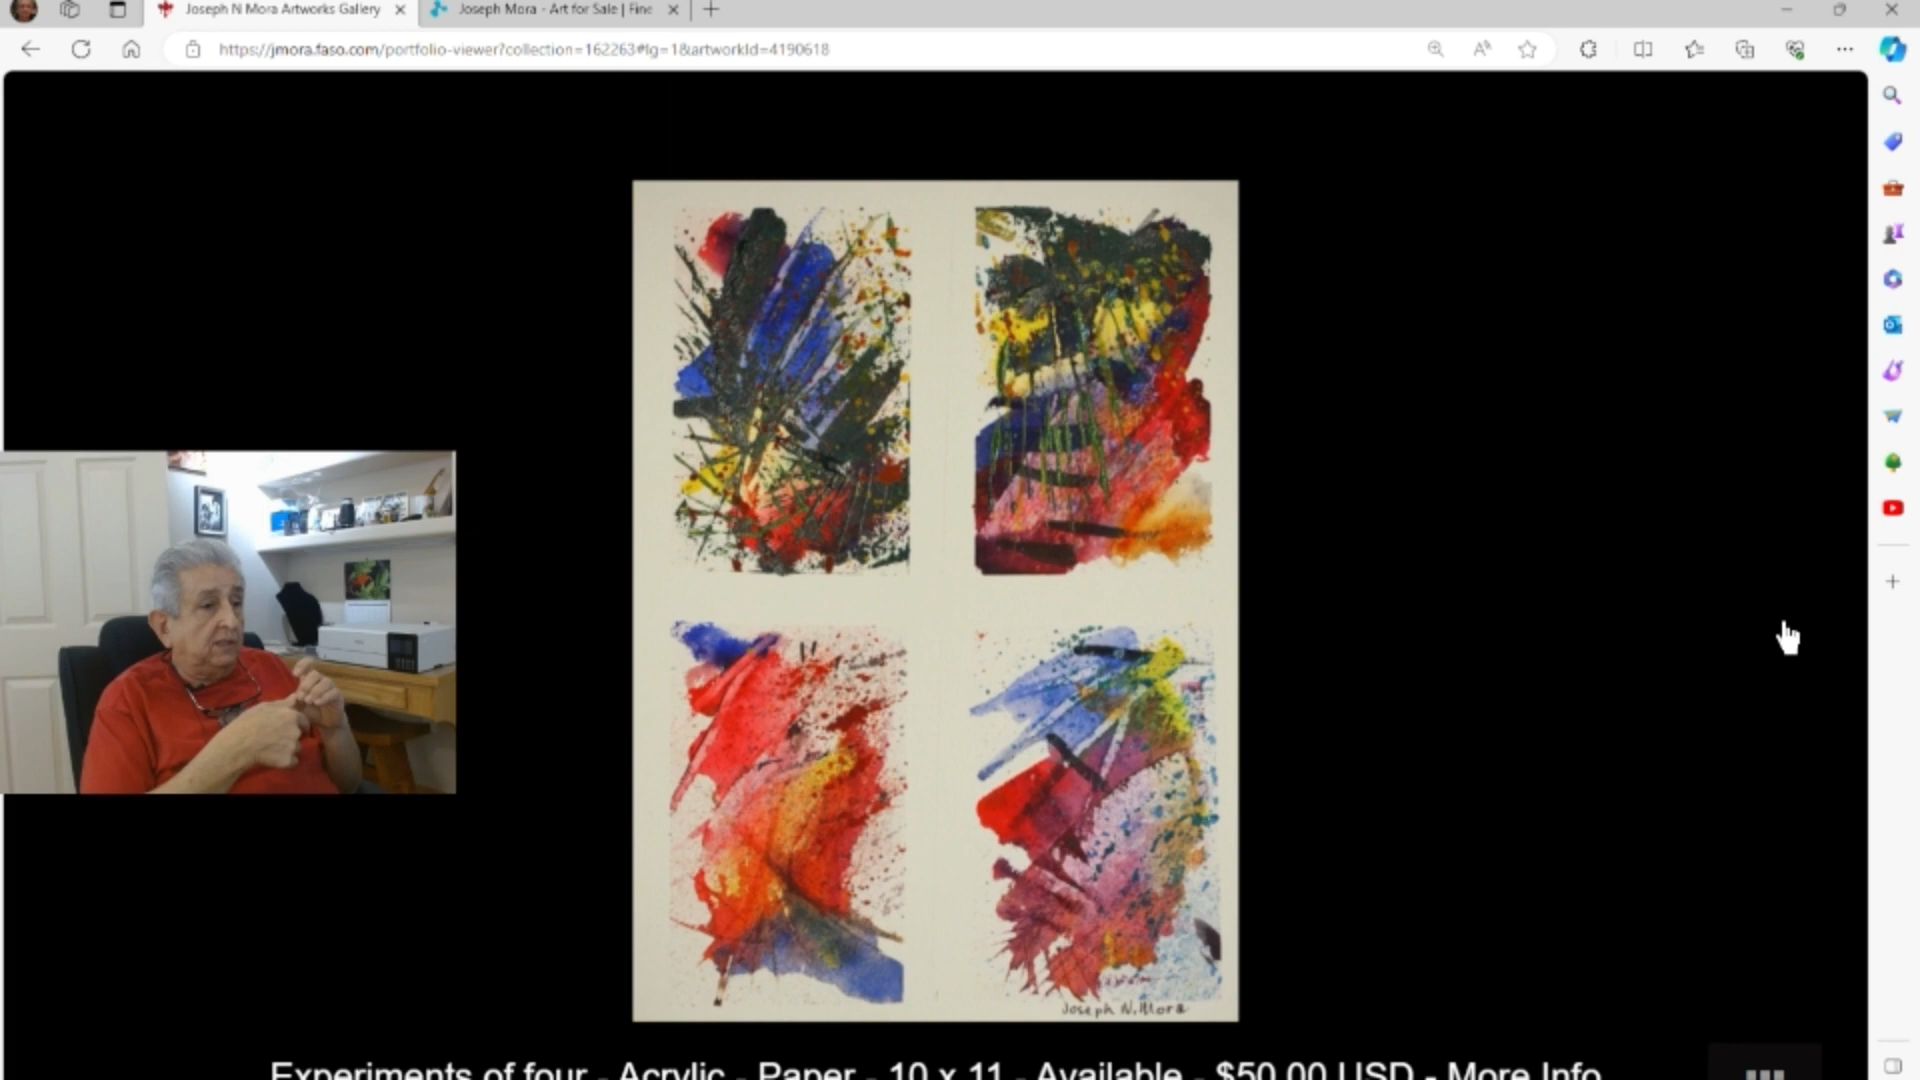 Joseph N Mora Artworks Gallery
Joseph Mora - Art for Sale | Fine
https://jmora.faso.com/portfolio-viewer?collection=162263#lg=1&artworkId=4190618
Joseph N. Mora
Experiments of four - Acrylic - Paper - 10 x 11 - Available - $50.00 USD - More Info